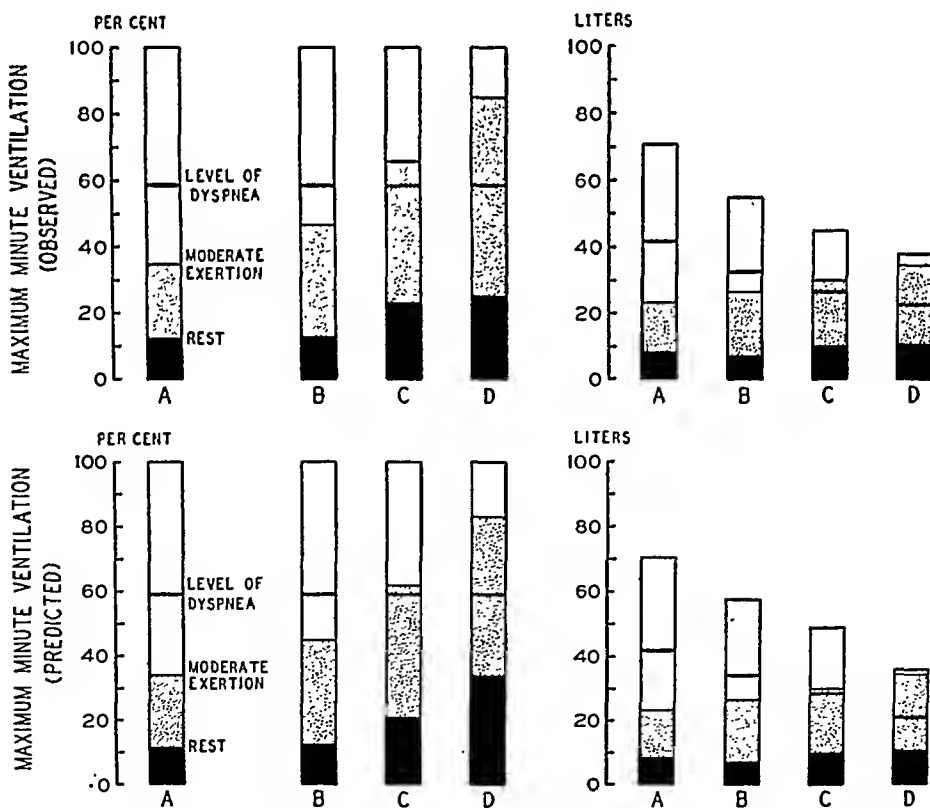 PER CENT
LITERS
MAXIMUM MINUTE VENTILATION
(OBSERVED)
100
80
60
40
20
0
LEVEL OF
DYSPNEA
MODERATE
EXERTION
REST
A
B
C
D
100
80
60
40
20
0
A
B
C
D
PER CENT
LITERS
MAXIMUM MINUTE VENTILATION
(PREDICTED)
100
80
60
40
20
.0
LEVEL OF
DYSPNEA
MODERATE
EXERTION
REST
A
B
C
D
100
80
60
40
20
0
A
B
C
D